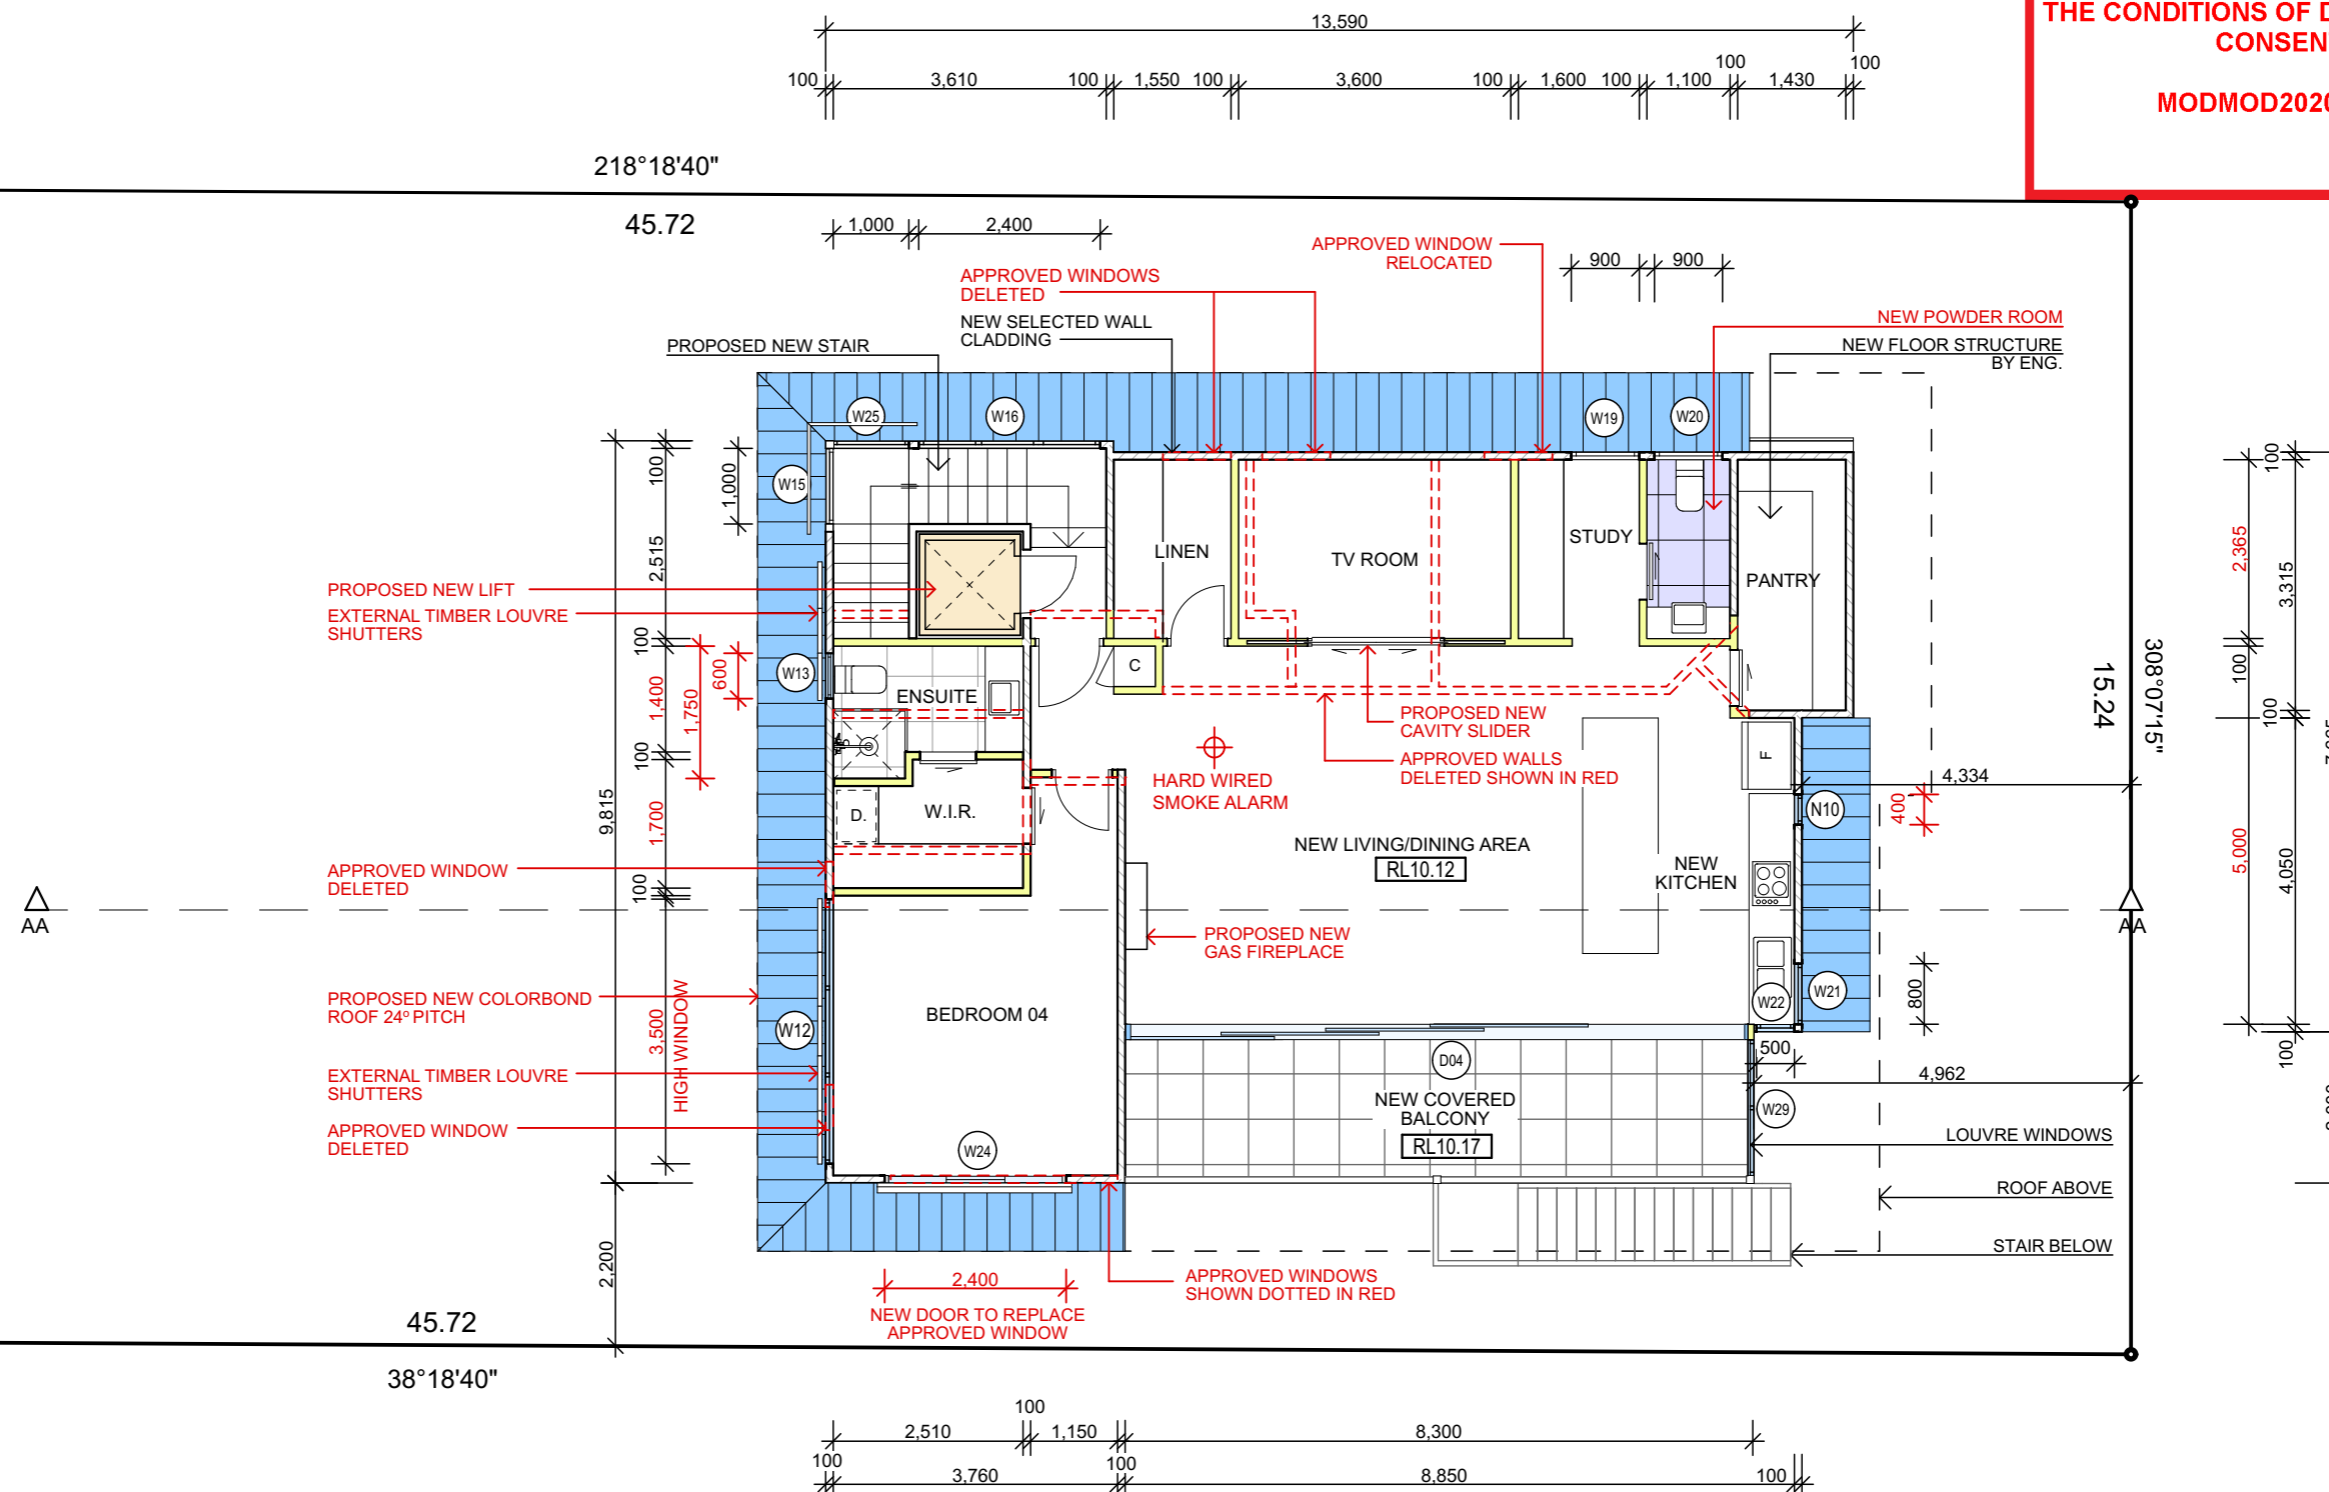 THE CONDITIONS OF D
CONSEN
MODMOD202
13,590
100
3,610
100
1,550
100
3,600
100
1,600
100
1,100
100
1,430
100
218°18'40"
45.72
1,000
2,400
900
900
APPROVED WINDOW
RELOCATED
APPROVED WINDOWS
DELETED
NEW SELECTED WALL
CLADDING
PROPOSED NEW STAIR
NEW POWDER ROOM
NEW FLOOR STRUCTURE
BY ENG.
W25
W16
W19
W20
W15
100
1,000
2,515
100
2,365
3,315
LINEN
TV ROOM
STUDY
PANTRY
PROPOSED NEW LIFT
EXTERNAL TIMBER LOUVRE
SHUTTERS
100
600
1,400
1,750
100
W13
ENSUITE
C
100
100
308°07'15"
15.24
PROPOSED NEW
CAVITY SLIDER
APPROVED WALLS
DELETED SHOWN IN RED
HARD WIRED
SMOKE ALARM
F
4,334
N10
400
9,815
1,700
D.
W.I.R.
NEW LIVING/DINING AREA
RL10.12
NEW
KITCHEN
5,000
4,050
APPROVED WINDOW
DELETED
100
AA
AA
PROPOSED NEW
GAS FIREPLACE
PROPOSED NEW COLORBOND
ROOF 24º PITCH
3,500
HIGH WINDOW
W12
BEDROOM 04
W22
W21
800
500
100
EXTERNAL TIMBER LOUVRE
SHUTTERS
D04
4,962
NEW COVERED
BALCONY
RL10.17
W29
APPROVED WINDOW
DELETED
W24
LOUVRE WINDOWS
ROOF ABOVE
STAIR BELOW
2,200
2,400
NEW DOOR TO REPLACE
APPROVED WINDOW
APPROVED WINDOWS
SHOWN DOTTED IN RED
45.72
38°18'40"
100
2,510
1,150
8,300
100
3,760
100
8,850
100